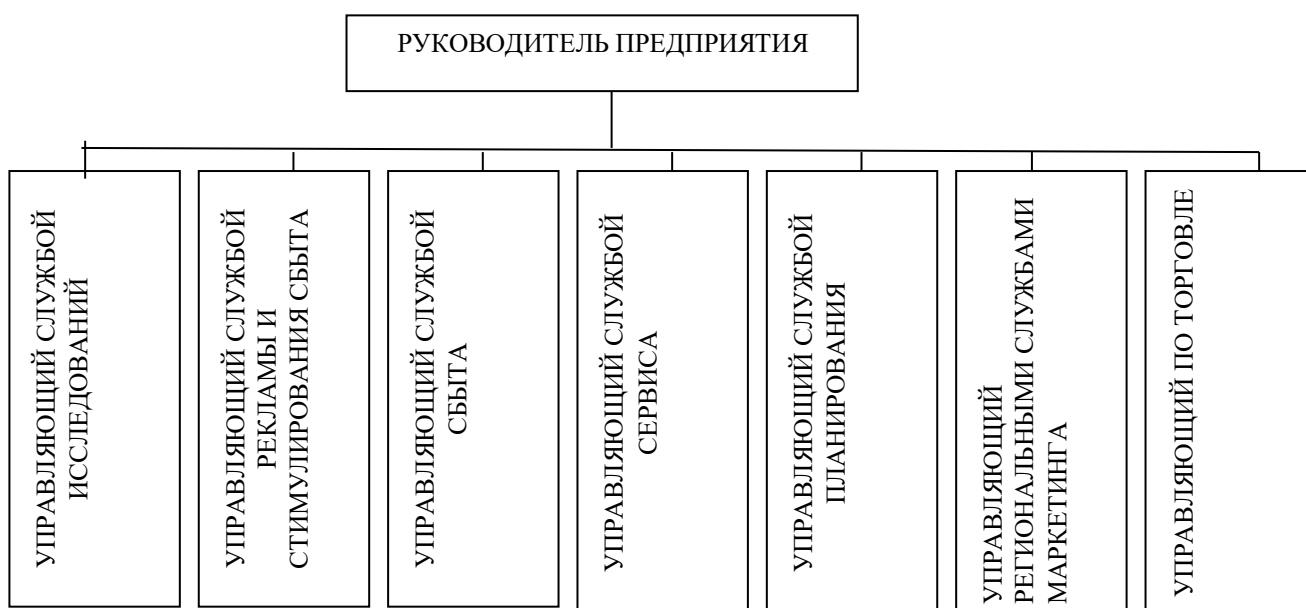 РУКОВОДИТЕЛЬ ПРЕДПРИЯТИЯ
УПРАВЛЯЮЩИЙ СЛУЖБОЙ
ИССЛЕДОВАНИЙ
УПРАВЛЯЮЩИЙ СЛУЖБОЙ
РЕКЛАМЫ И
СТИМУЛИРОВАНИЯ СБЫТА
УПРАВЛЯЮЩИЙ СЛУЖБОЙ
СБЫТА
УПРАВЛЯЮЩИЙ СЛУЖБОЙ
СЕРВИСА
УПРАВЛЯЮЩИЙ СЛУЖБОЙ
ПЛАНИРОВАНИЯ
УПРАВЛЯЮЩИЙ
РЕГИОНАЛЬНЫМИ СЛУЖБАМИ
МАРКЕТИНГА
УПРАВЛЯЮЩИЙ ПО ТОРГОВЛЕ